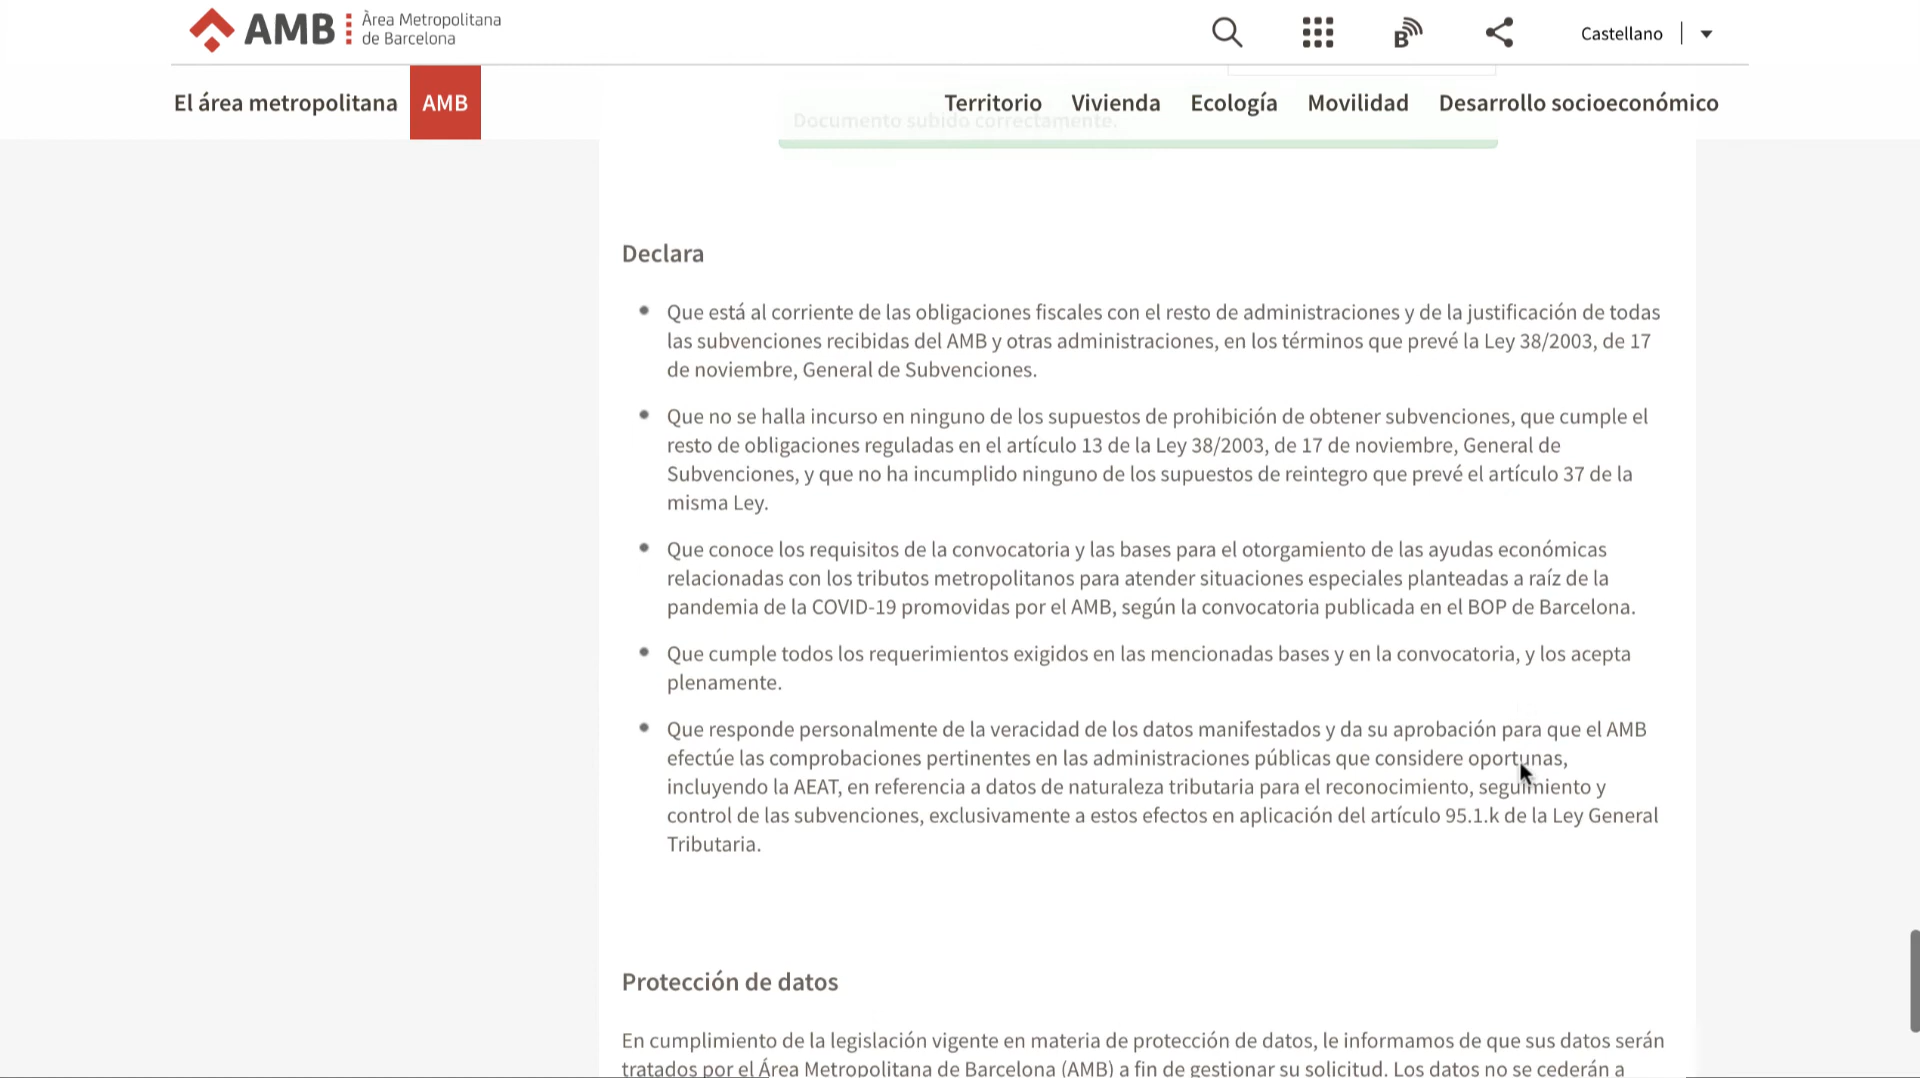 AMB
Àrea Metropolitana
de Barcelona
B
Castellano
El área metropolitana
AMB
Territorio
Vivienda
Ecología
Movilidad
Desarrollo socioeconómico
Documento subido correctamente.
Declara
Que está al corriente de las obligaciones fiscales con el resto de administraciones y de la justificación de todas
las subvenciones recibidas del AMB y otras administraciones, en los términos que prevé la Ley 38/2003, de 17
de noviembre, General de Subvenciones.
Que no se halla incurso en ninguno de los supuestos de prohibición de obtener subvenciones, que cumple el
resto de obligaciones reguladas en el artículo 13 de la Ley 38/2003, de 17 de noviembre, General de
Subvenciones, y que no ha incumplido ninguno de los supuestos de reintegro que prevé el artículo 37 de la
misma Ley.
Que conoce los requisitos de la convocatoria y las bases para el otorgamiento de las ayudas económicas
relacionadas con los tributos metropolitanos para atender situaciones especiales planteadas a raíz de la
pandemia de la COVID-19 promovidas por el AMB, según la convocatoria publicada en el BOP de Barcelona.
Que cumple todos los requerimientos exigidos en las mencionadas bases y en la convocatoria, y los acepta
plenamente.
Que responde personalmente de la veracidad de los datos manifestados y da su aprobación para que el AMB
efectúe las comprobaciones pertinentes en las administraciones públicas que considere oportunas,
incluyendo la AEAT, en referencia a datos de naturaleza tributaria para el reconocimiento, seguimiento y
control de las subvenciones, exclusivamente a estos efectos en aplicación del artículo 95.1.k de la Ley General
Tributaria.
Protección de datos
En cumplimiento de la legislación vigente en materia de protección de datos, le informamos de que sus datos serán
tratados por el Área Metropolitana de Barcelona (AMB) a fin de gestionar su solicitud. Los datos no se cederán a